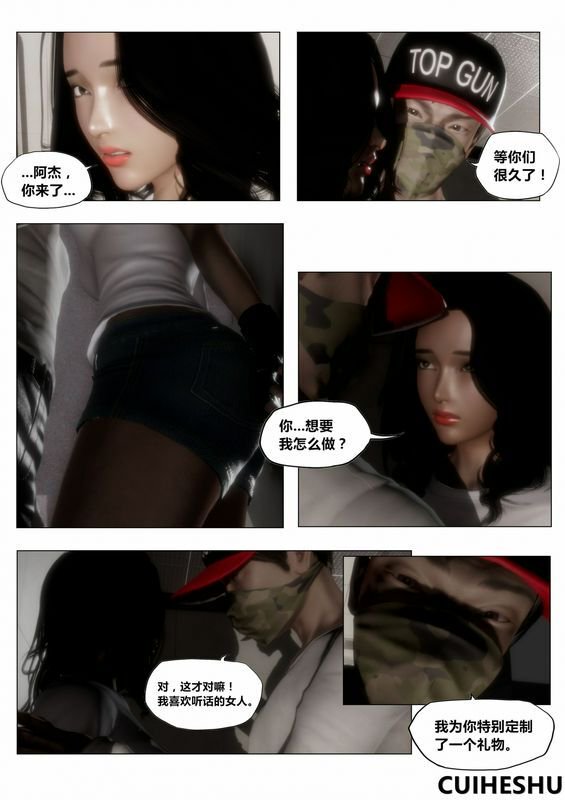 ...阿杰，
你来了...
TOP GUN
等你们
很久了！
你...想要
我怎么做？
对，这才对嘛！
我喜欢听话的女人。
我为你特别定制
了一个礼物。
CUIHESHU